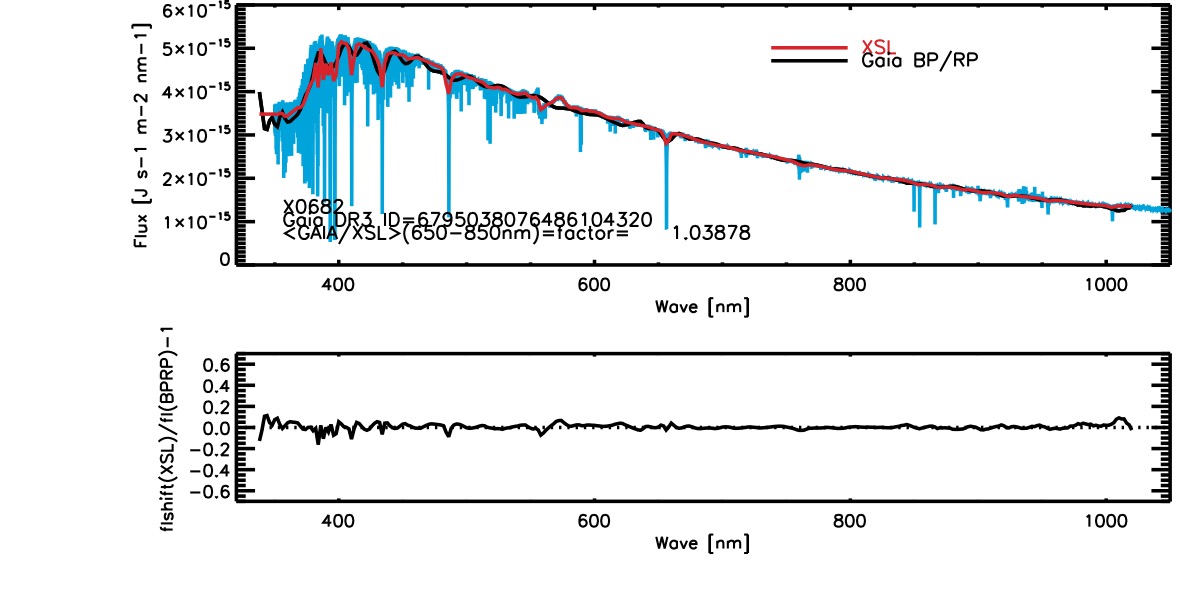 6×10-15
5×10-15
4×10-15
3×10-15
2×10-15
1×10-15
0
Flux [J s-1 m-2 nm-1]
XSL
Gaia BP/RP
X0682
Gaia DR3 ID=6795038076486104320
<GAIA/XSL>(650-850nm)=factor= 1.03878
400 600 800 1000
Wave [nm]
flshift(XSL)/fl(BPRP)-1
0.6
0.4
0.2
0.0
-0.2
-0.4
-0.6
400 600 800 1000
Wave [nm]